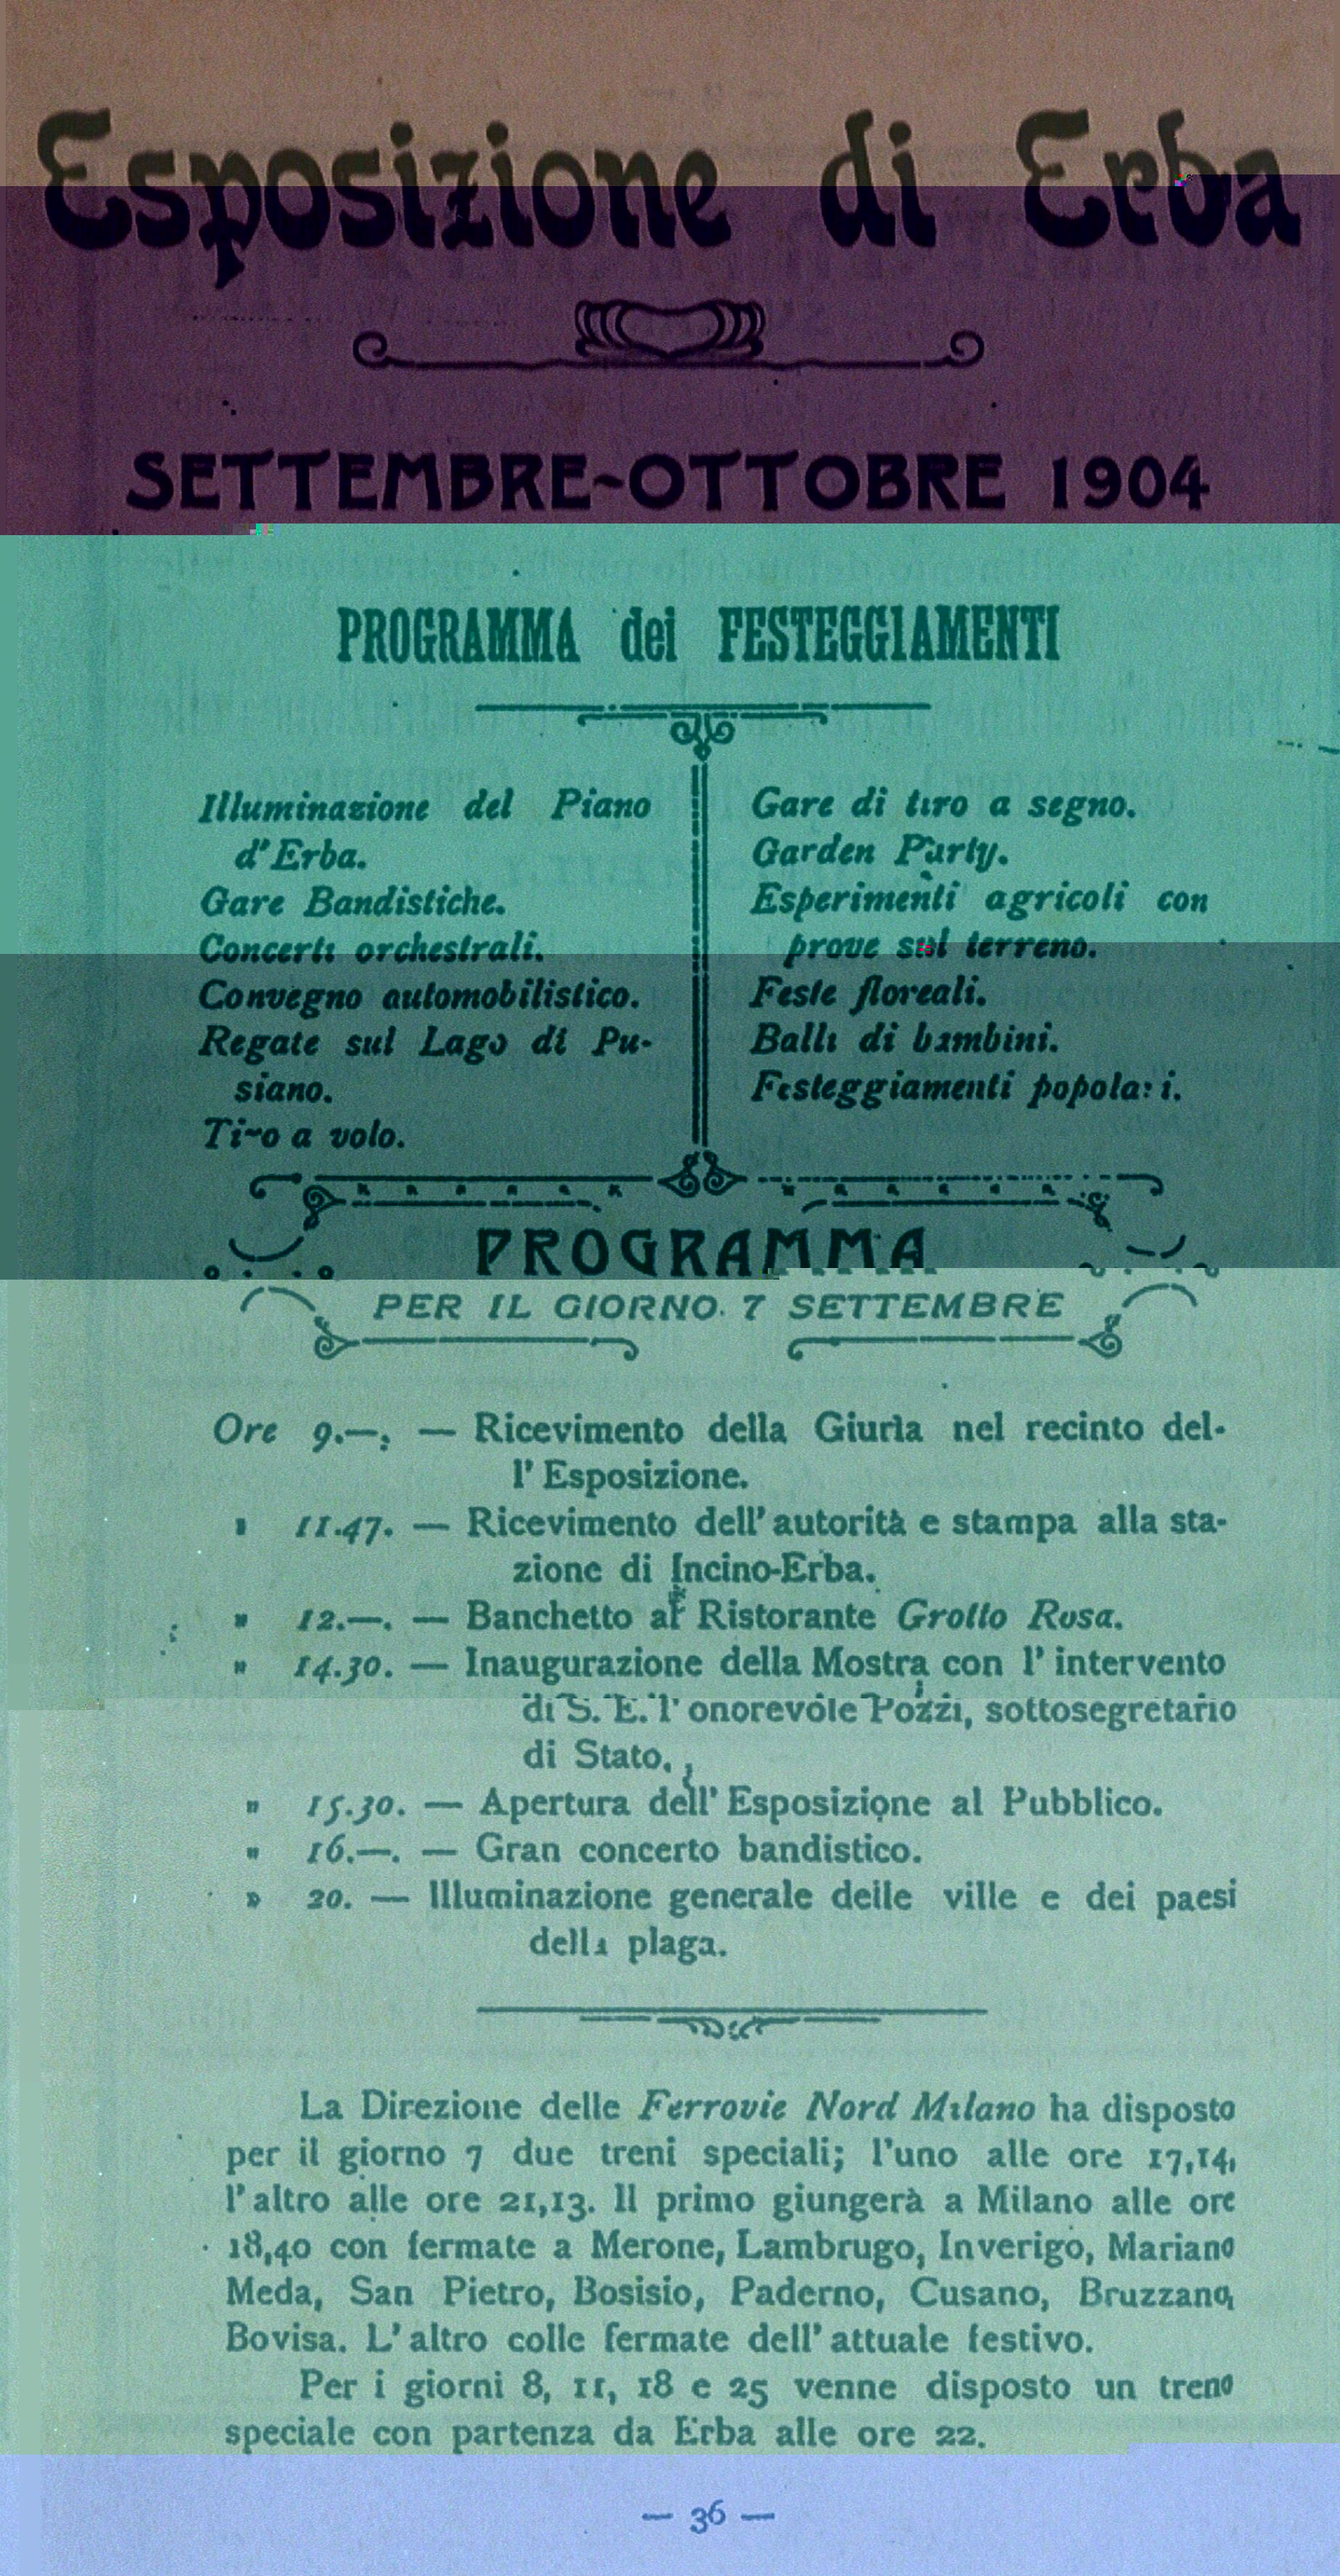 Esposizione di Erba
SETTEMBRE-OTTOBRE 1904
PROGRAMMA dei FESTEGGIAMENTI
Illuminazione del Piano
d'Erba.
Gare Bandistiche.
Concerti orchestrali.
Convegno automobilistico.
Regate sul Lago di Pu-
siano.
Tiro a volo.
Gare di tiro a segno.
Garden Party.
Esperimenti agricoli con
prove sul terreno.
Feste floreali.
Balli di bambini.
Festeggiamenti popolari.
PROGRAMMA
PER IL GIORNO 7 SETTEMBRE
Ore 9.—. — Ricevimento della Giurìa nel recinto del-
l'Esposizione.
» 11.47. — Ricevimento dell'autorità e stampa alla sta-
zione di Incino-Erba.
» 12.—. — Banchetto al Ristorante Grotto Rosa.
» 14.30. — Inaugurazione della Mostra con l'intervento
di S. E. l'onorevole Pozzi, sottosegretario
di Stato.
» 15.30. — Apertura dell'Esposizione al Pubblico.
» 16.—. — Gran concerto bandistico.
» 20. — Illuminazione generale delle ville e dei paesi
della plaga.
La Direzione delle Ferrovie Nord Milano ha disposto
per il giorno 7 due treni speciali; l'uno alle ore 17,14,
l'altro alle ore 21,13. Il primo giungerà a Milano alle ore
18,40 con fermate a Merone, Lambrugo, Inverigo, Mariano
Meda, San Pietro, Bosisio, Paderno, Cusano, Bruzzano,
Bovisa. L'altro colle fermate dell'attuale festivo.
Per i giorni 8, 11, 18 e 25 venne disposto un treno
speciale con partenza da Erba alle ore 22.
— 36 —